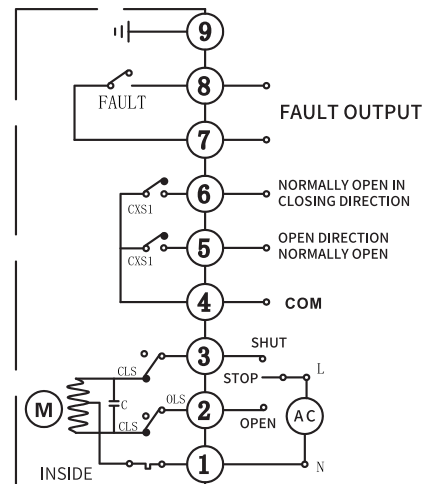 9
8
FAULT
FAULT OUTPUT
7
6
NORMALLY OPEN IN
CLOSING DIRECTION
CXS1
5
OPEN DIRECTION
NORMALLY OPEN
CXS1
4
COM
3
SHUT
CLS
STOP
L
M
C
OLS
2
AC
CLS
OPEN
1
N
INSIDE